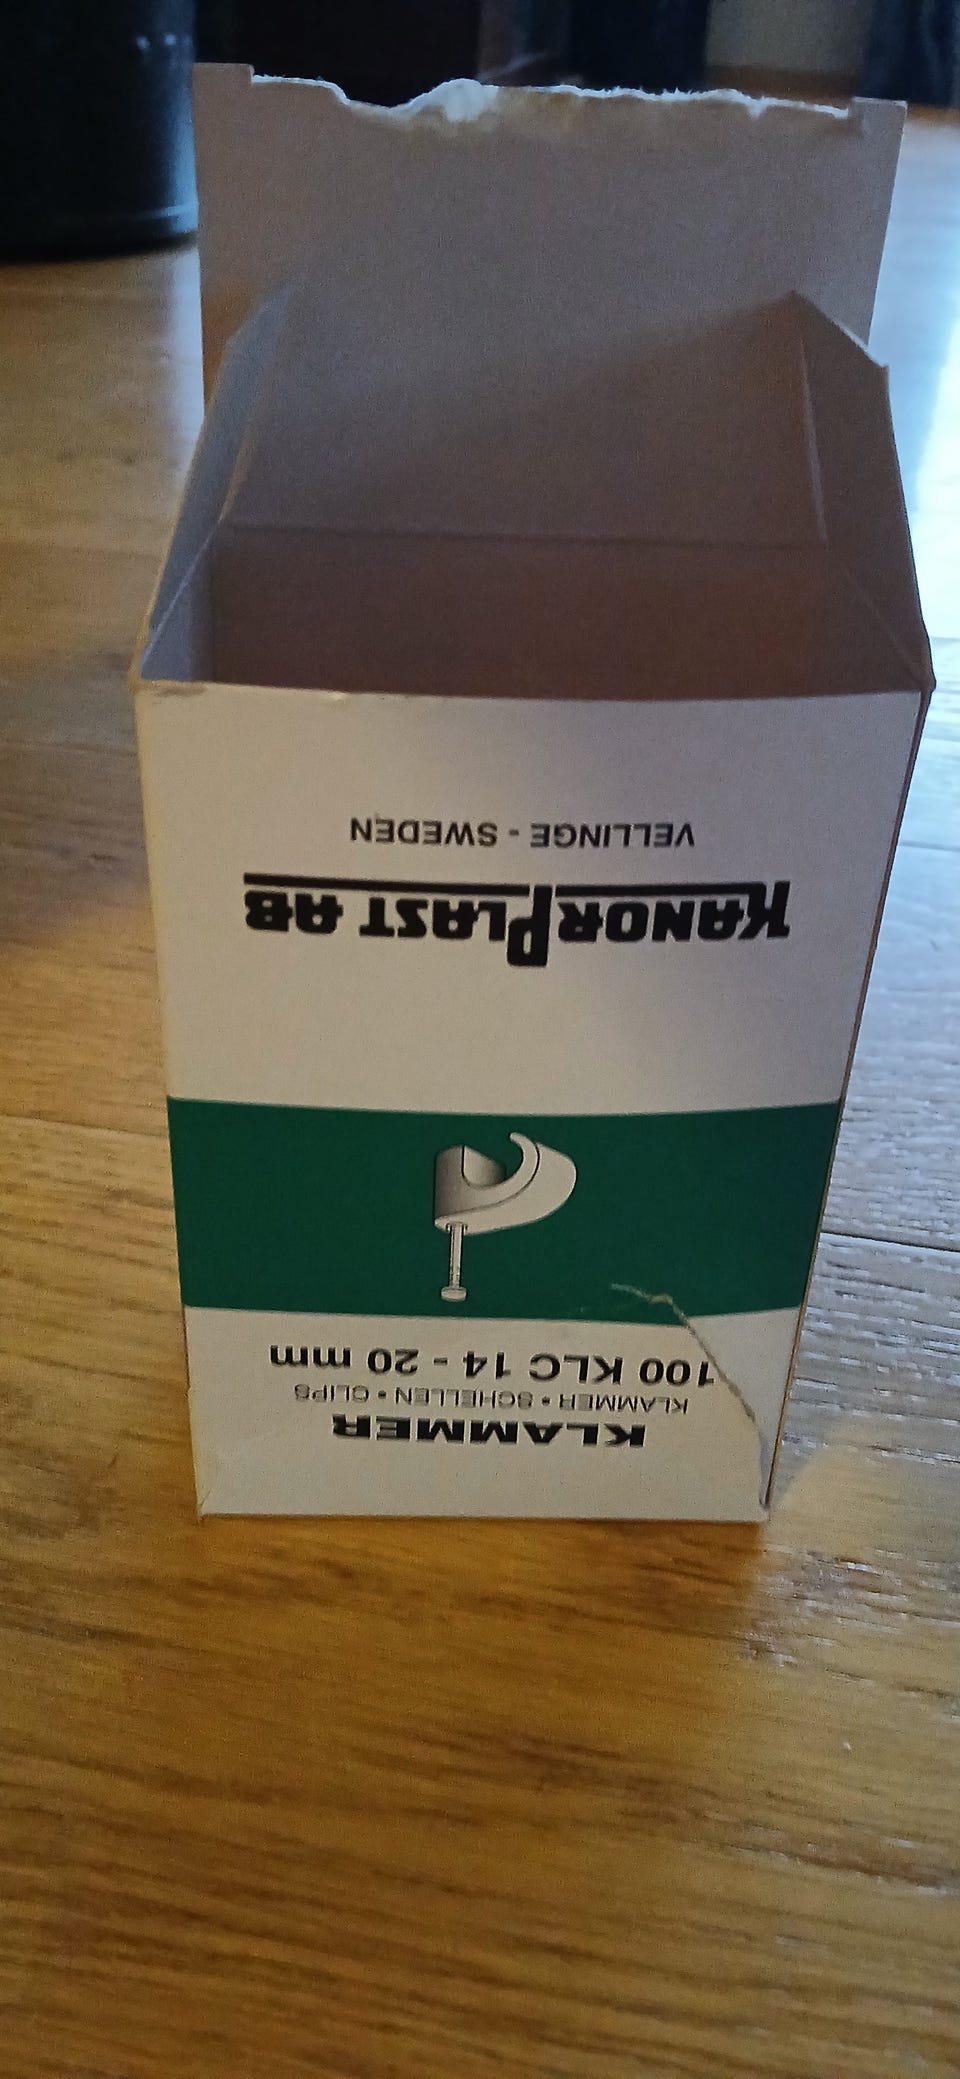 KLAMMER
KLAMMER • SCHELLEN • CLIPS
100 KLC 14 - 20 mm
KANORPLAST AB
VELLINGE - SWEDEN